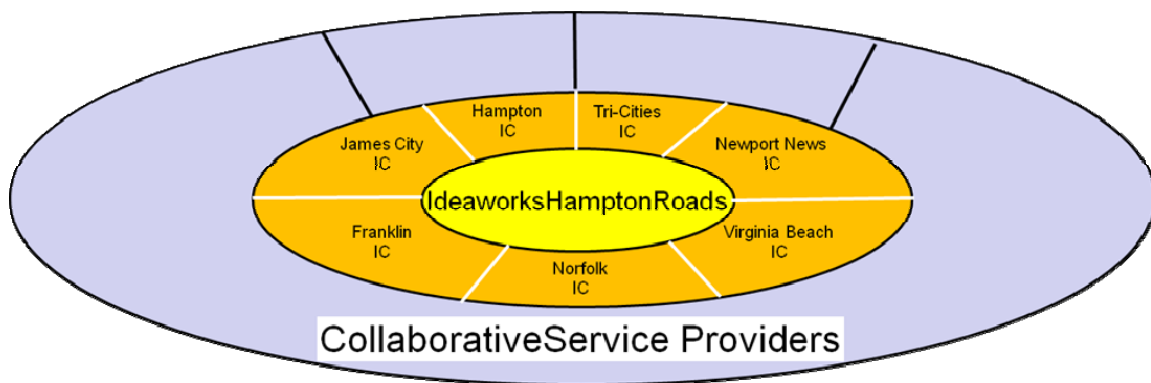 Hampton
IC
Tri-Cities
IC
James City
IC
Newport News
IC
IdeaworksHamptonRoads
Franklin
IC
Virginia Beach
IC
Norfolk
IC
CollaborativeService Providers